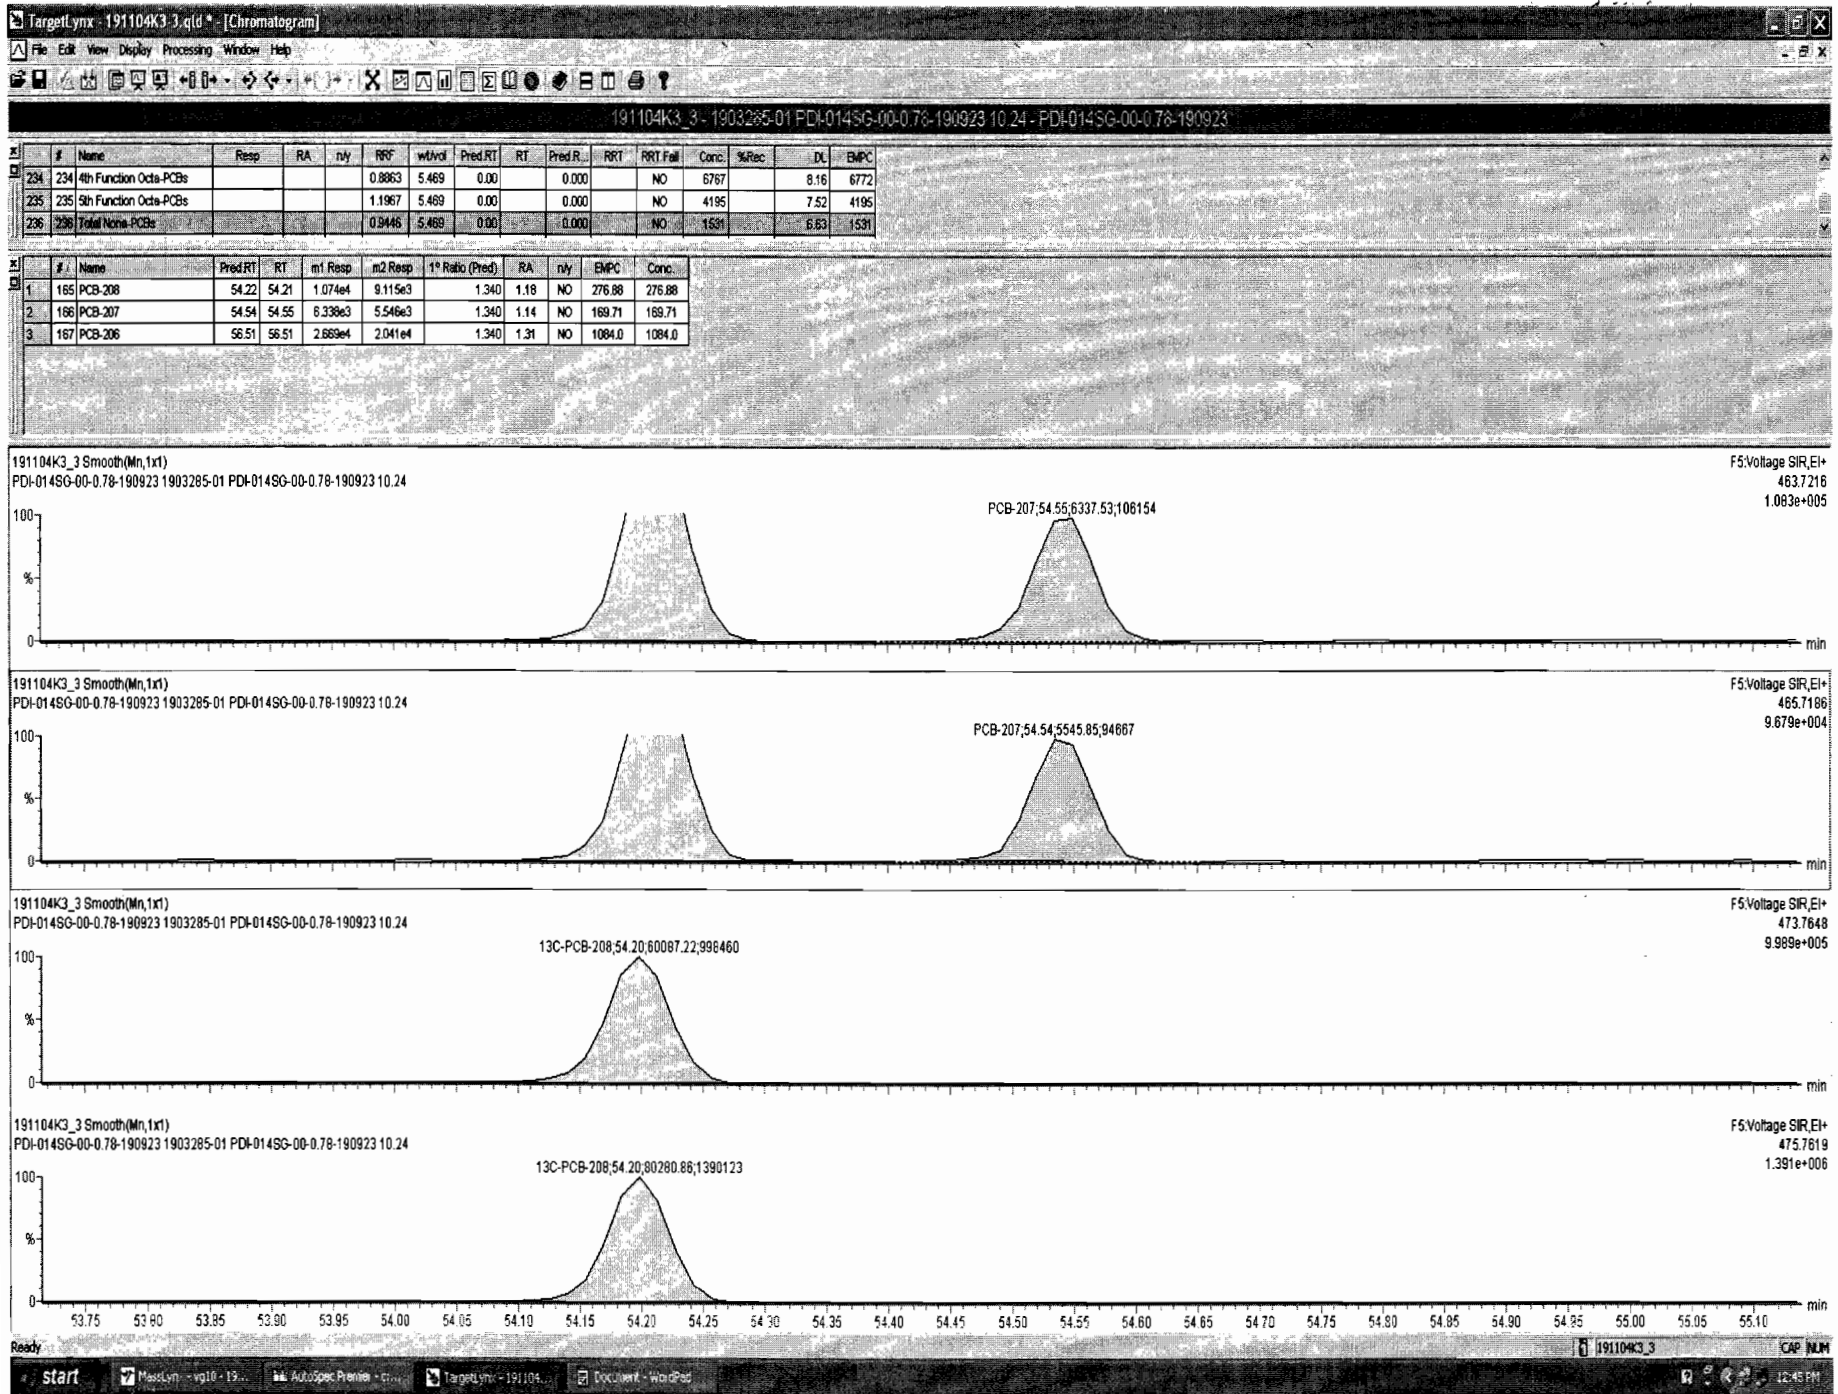 TargetLynx - 191104K3 3.qld * - [Chromatogram]
File Edit View Display Processing Window Help
191104K3_3 - 1903285-01 PDI-014SG-00-0.78-190923 10.24 - PDI-014SG-00-0.78-190923
# Name Resp RA n/y RRF wt/vol Pred.RT RT Pred.R... RRT RRT Fail Conc. %Rec DL EMPC
234 234 4th Function Octa-PCBs 0.8863 5.469 0.00 0.000 NO 6767 8.16 6772
235 235 5th Function Octa-PCBs 1.1967 5.469 0.00 0.000 NO 4195 7.52 4195
236 236 Total Nona-PCBs 0.9446 5.469 0.00 0.000 NO 1531 6.63 1531
# / Name Pred.RT RT m1 Resp m2 Resp 1° Ratio (Pred) RA n/y EMPC Conc.
1 165 PCB-208 54.22 54.21 1.074e4 9.115e3 1.340 1.18 NO 276.88 276.88
2 166 PCB-207 54.54 54.55 6.338e3 5.546e3 1.340 1.14 NO 169.71 169.71
3 167 PCB-206 56.51 56.51 2.669e4 2.041e4 1.340 1.31 NO 1084.0 1084.0
191104K3_3 Smooth(Mn,1x1) F5:Voltage SIR,EI+
PDI-014SG-00-0.78-190923 1903285-01 PDI-014SG-00-0.78-190923 10.24 463.7216
1.083e+005
PCB-207;54.55;6337.53;106154
100
%
0
min
191104K3_3 Smooth(Mn,1x1) F5:Voltage SIR,EI+
PDI-014SG-00-0.78-190923 1903285-01 PDI-014SG-00-0.78-190923 10.24 465.7186
9.679e+004
PCB-207;54.54;5545.85;94667
100
%
0
min
191104K3_3 Smooth(Mn,1x1) F5:Voltage SIR,EI+
PDI-014SG-00-0.78-190923 1903285-01 PDI-014SG-00-0.78-190923 10.24 473.7648
9.989e+005
13C-PCB-208;54.20;60087.22;998460
100
%
0
min
191104K3_3 Smooth(Mn,1x1) F5:Voltage SIR,EI+
PDI-014SG-00-0.78-190923 1903285-01 PDI-014SG-00-0.78-190923 10.24 475.7619
1.391e+006
13C-PCB-208;54.20;80280.86;1390123
100
%
0
min
53.75 53.80 53.85 53.90 53.95 54.00 54.05 54.10 54.15 54.20 54.25 54.30 54.35 54.40 54.45 54.50 54.55 54.60 54.65 54.70 54.75 54.80 54.85 54.90 54.95 55.00 55.05 55.10
Ready 191104K3_3 CAP NUM
start MassLynx - vg10 - 19... AutoSpec Premier - c:... TargetLynx - 191104... Document - WordPad 12:45 PM